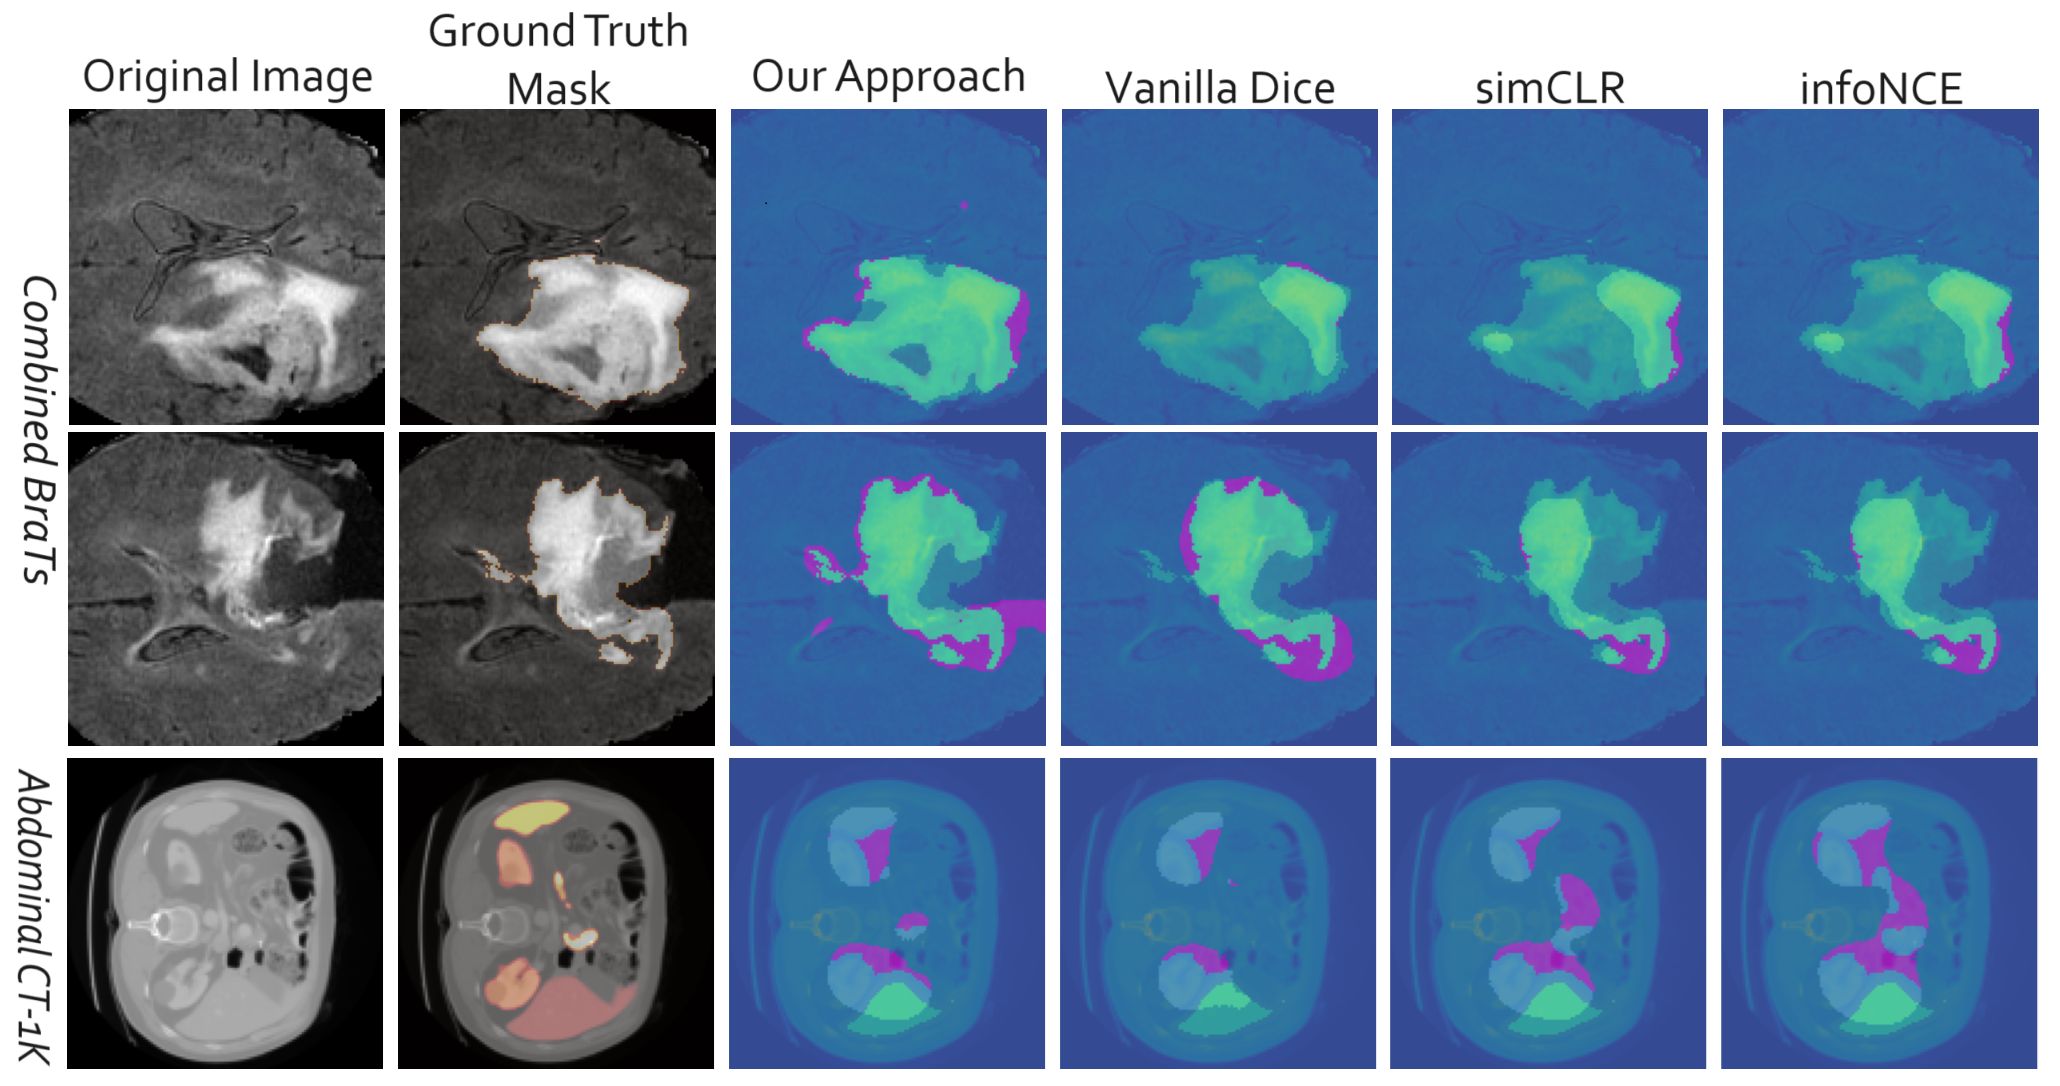 Ground Truth
Original Image Mask Our Approach Vanilla Dice simCLR infoNCE
Combined BraTs
Abdominal CT-1K